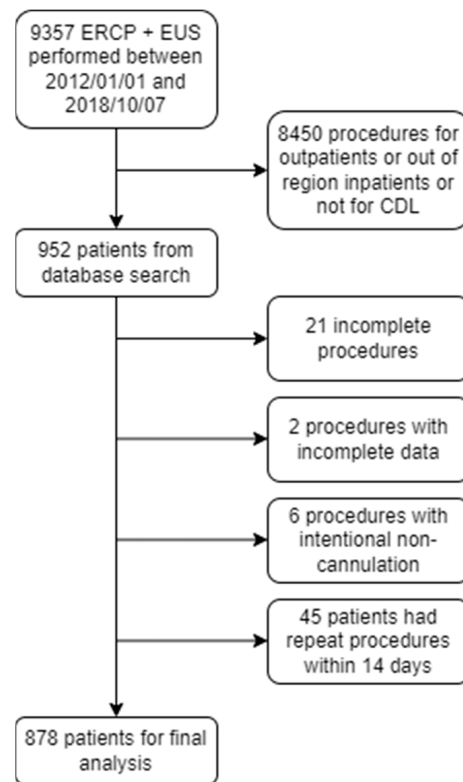 9357 ERCP + EUS
performed between
2012/01/01 and
2018/10/07
8450 procedures for
outpatients or out of
region inpatients or
not for CDL
952 patients from
database search
21 incomplete
procedures
2 procedures with
incomplete data
6 procedures with
intentional non-
cannulation
45 patients had
repeat procedures
within 14 days
878 patients for final
analysis